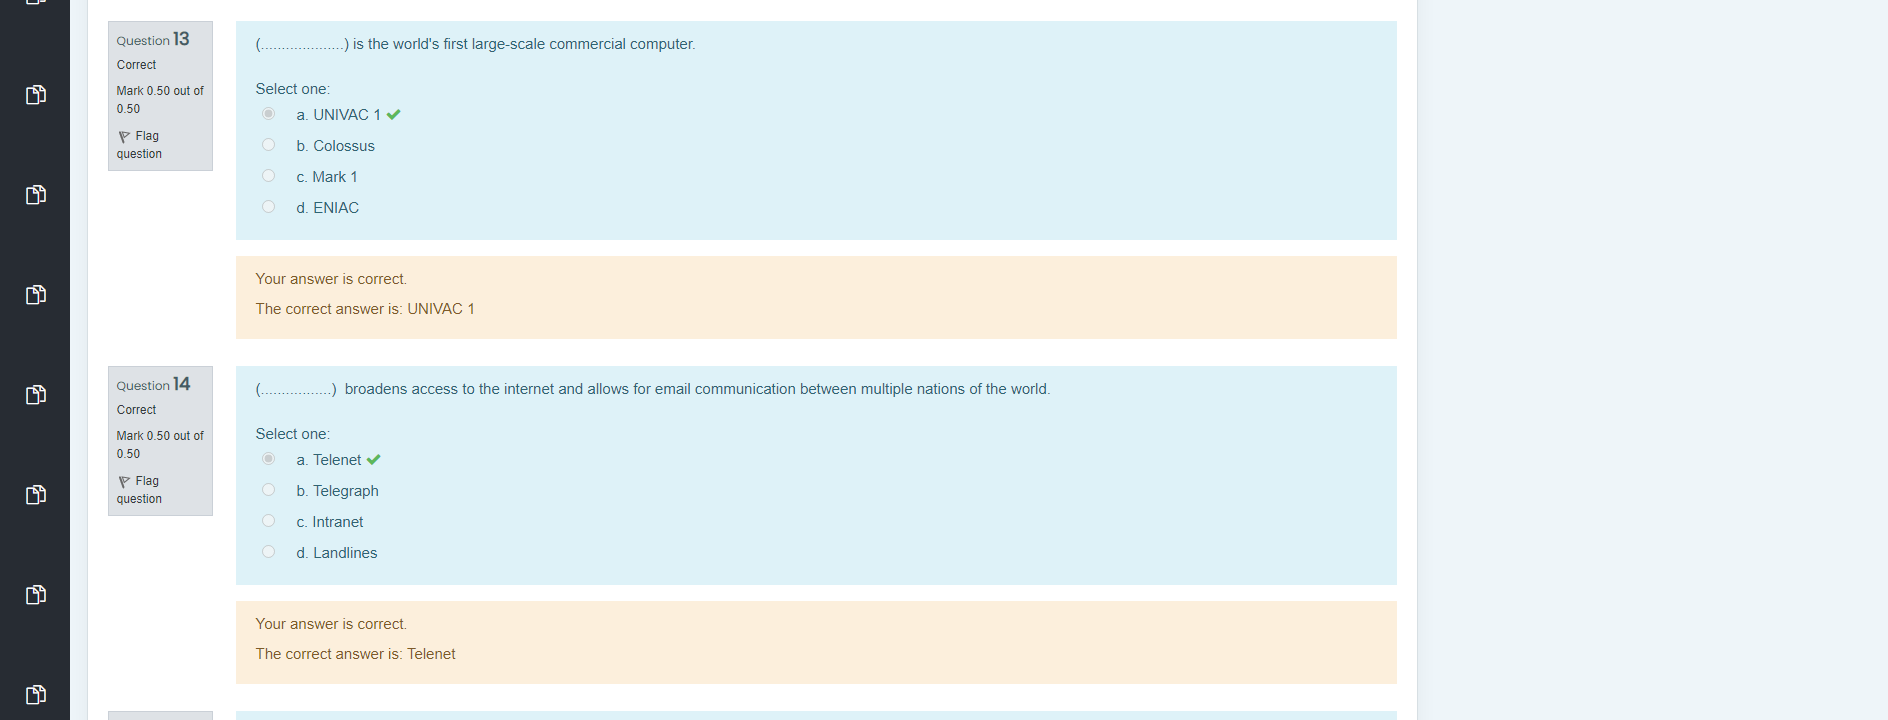 Question 13
Correct
Mark 0.50 out of
0.50
Flag
question
(....................) is the world's first large-scale commercial computer.
Select one:
a. UNIVAC 1
b. Colossus
c. Mark 1
d. ENIAC
Your answer is correct.
The correct answer is: UNIVAC 1
Question 14
Correct
Mark 0.50 out of
0.50
Flag
question
(.................) broadens access to the internet and allows for email communication between multiple nations of the world.
Select one:
a. Telenet
b. Telegraph
c. Intranet
d. Landlines
Your answer is correct.
The correct answer is: Telenet